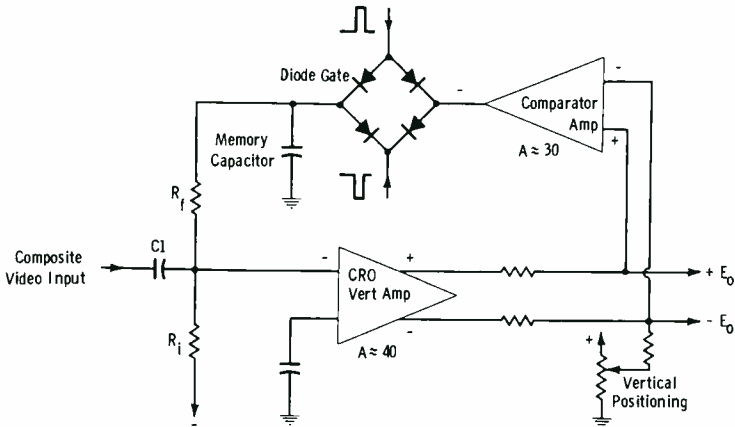 Diode Gate
-
-
Comparator
Amp
+
A ≈ 30
Memory
Capacitor
Rf
C1
Composite
Video Input
-
+
CRO
Vert Amp
-
A ≈ 40
+ Eo
- Eo
Ri
-
+
Vertical
Positioning